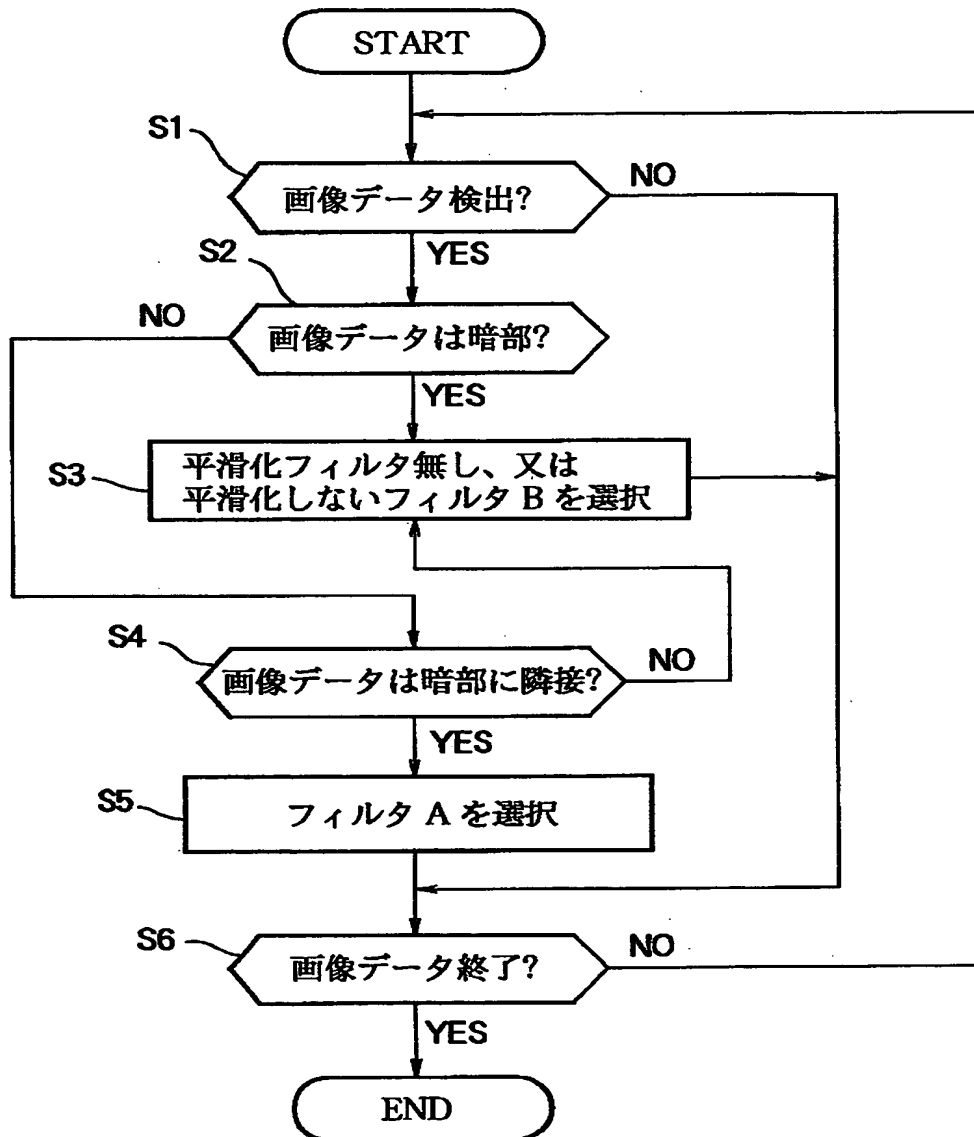 START
S1
画像データ検出?
NO
YES
S2
画像データは暗部?
NO
YES
S3
平滑化フィルタ無し、又は
平滑化しないフィルタ B を選択
S4
画像データは暗部に隣接?
NO
YES
S5
フィルタ A を選択
S6
画像データ終了?
NO
YES
END